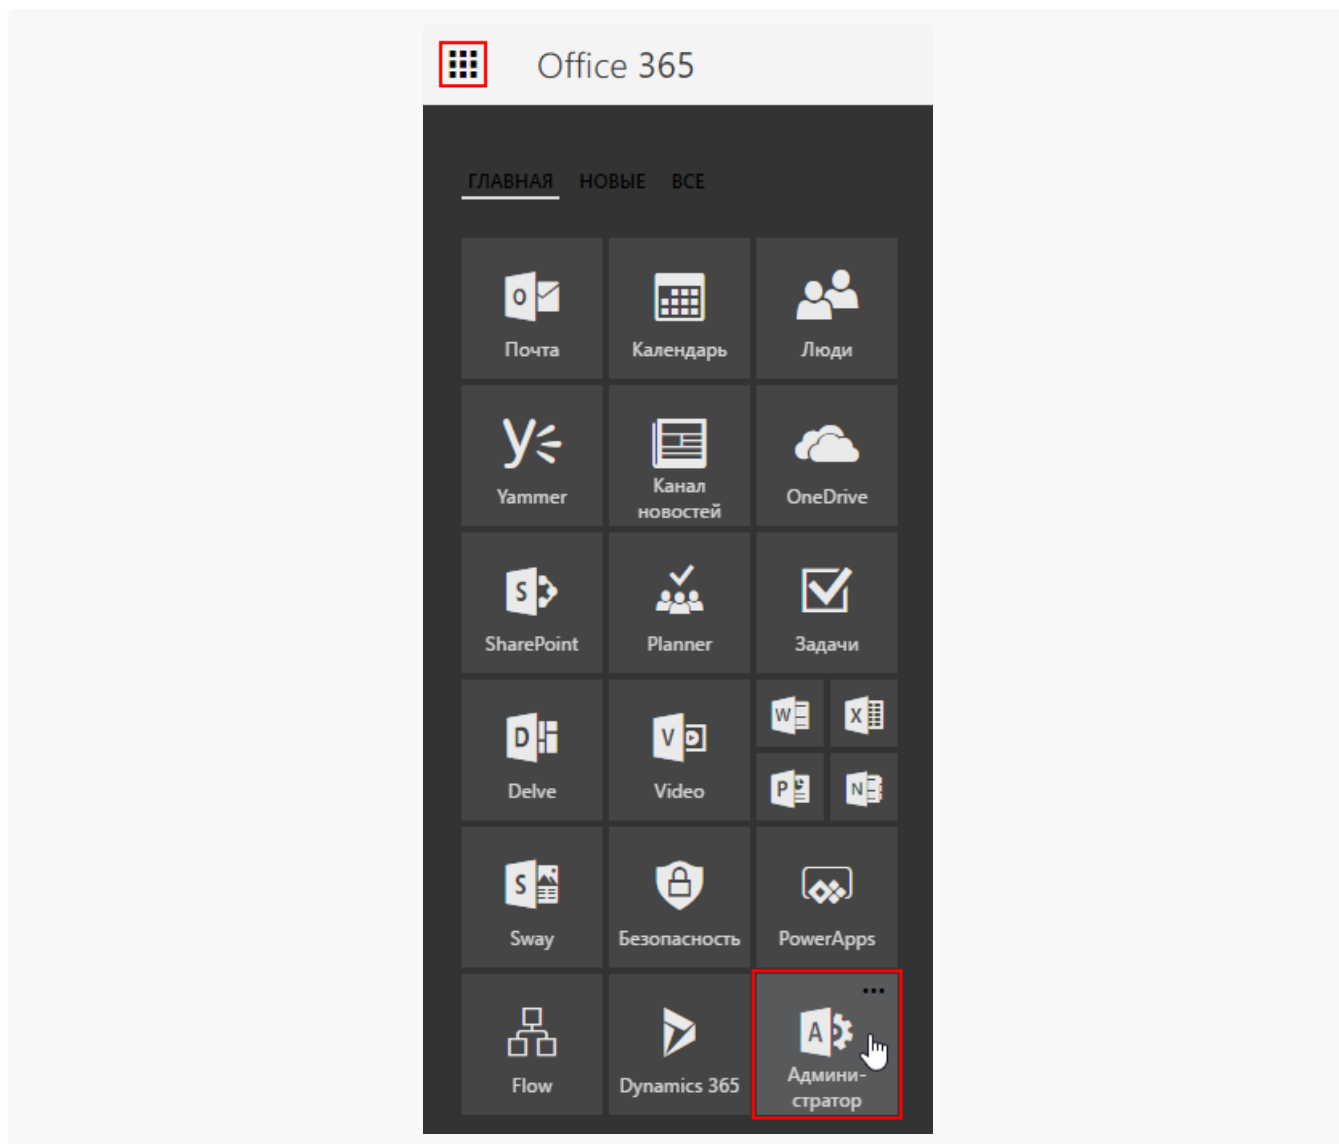 Office 365
ГЛАВНАЯ НОВЫЕ ВСЕ
Почта Календарь Люди
Yammer Канал новостей OneDrive
SharePoint Planner Задачи
W X
Delve Video P N
Sway Безопасность PowerApps
Flow Dynamics 365 Админи-
стратор